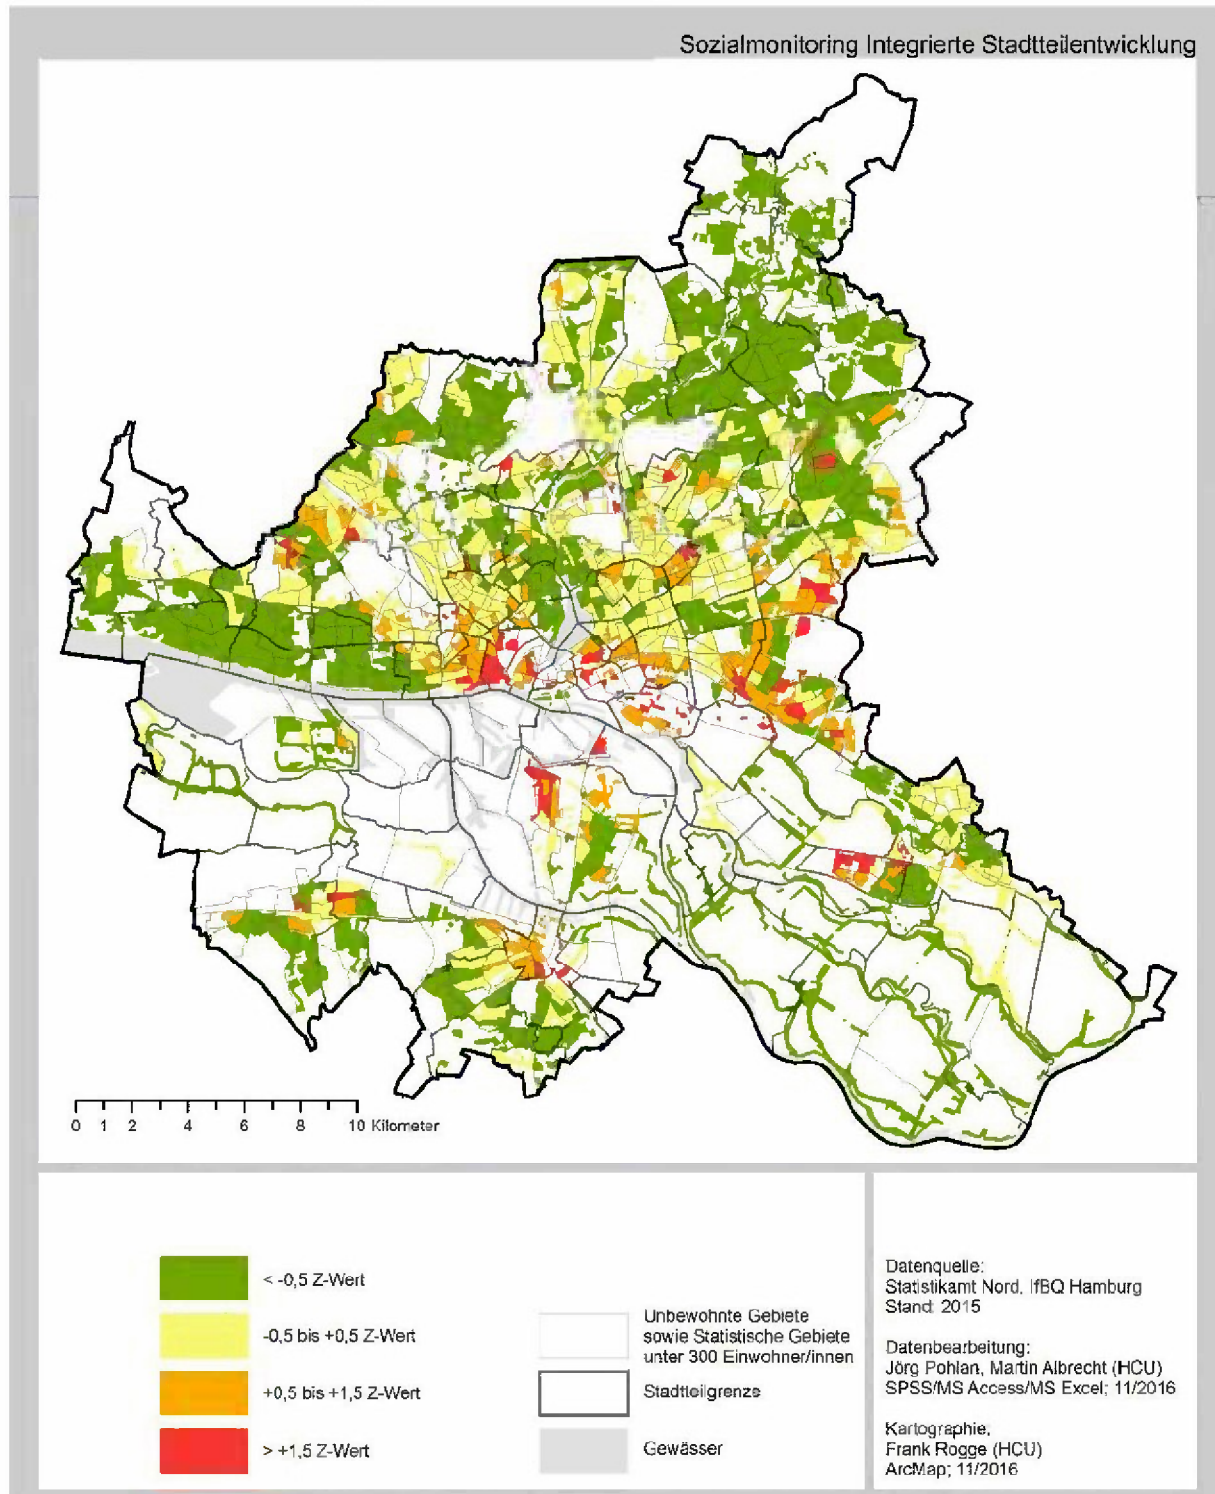 Sozialmonitoring Integrierte Stadtteilentwicklung
0 1 2 4 6 8 10 Kilometer
< -0,5 Z-Wert
-0,5 bis +0,5 Z-Wert
+0,5 bis +1,5 Z-Wert
> +1,5 Z-Wert
Unbewohnte Gebiete
sowie Statistische Gebiete
unter 300 Einwohner/innen
Stadtteilgrenze
Gewässer
Datenquelle:
Statistikamt Nord, IfBQ Hamburg
Stand: 2015
Datenbearbeitung:
Jörg Pohlan, Martin Albrecht (HCU)
SPSS/MS Access/MS Excel; 11/2016
Kartographie,
Frank Rogge (HCU)
ArcMap; 11/2016